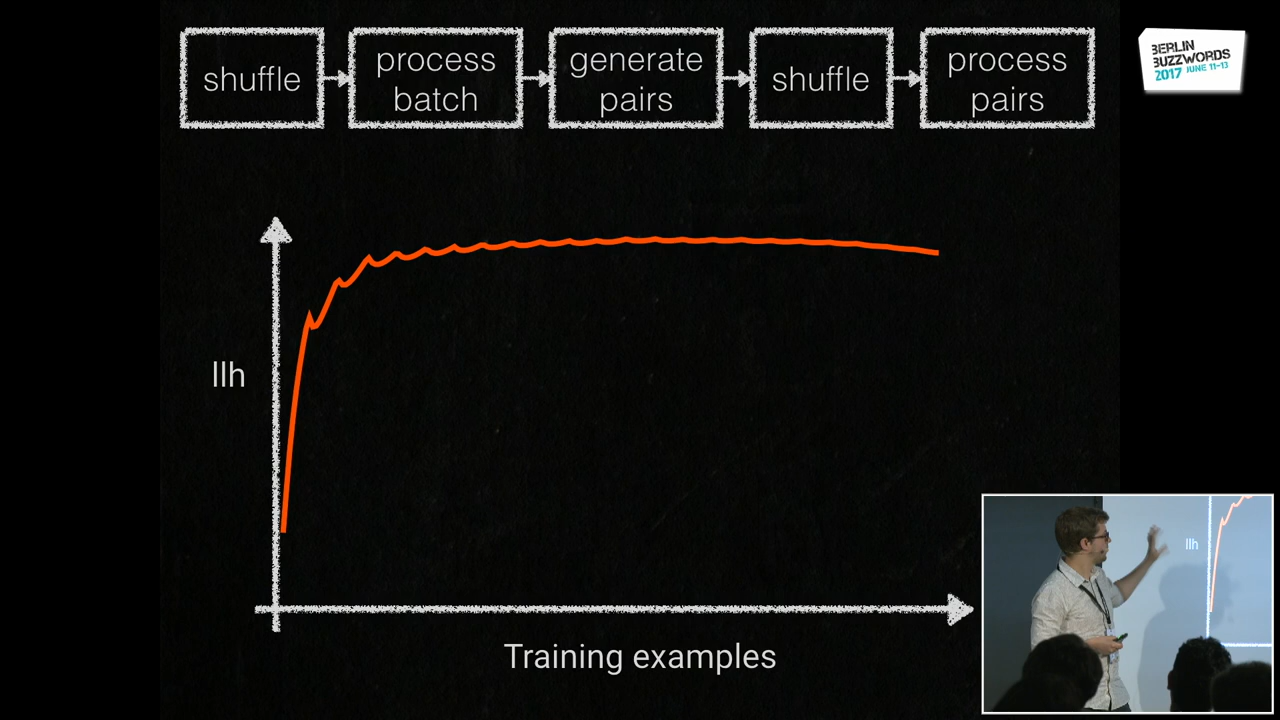 shuffle
process
batch
generate
pairs
shuffle
process
pairs
BERLIN
BUZZWORDS
2017 JUNE 11-13
llh
Training examples
llh